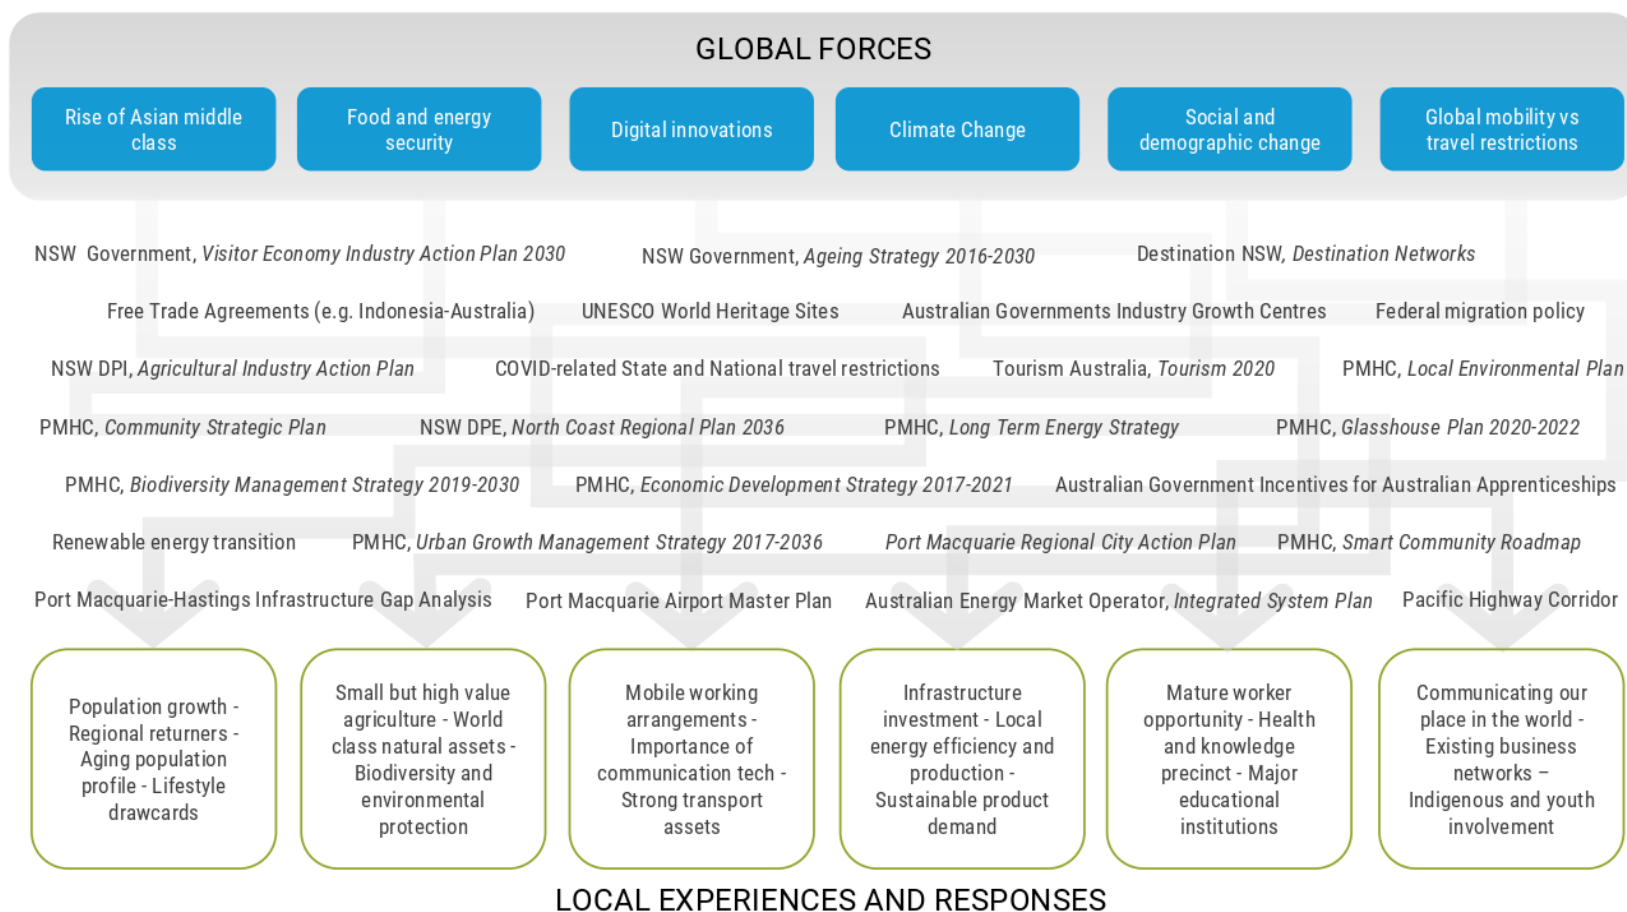 GLOBAL FORCES
Rise of Asian middle
class
Food and energy
security
Digital innovations
Climate Change
Social and
demographic change
Global mobility vs
travel restrictions
NSW Government, Visitor Economy Industry Action Plan 2030
NSW Government, Ageing Strategy 2016-2030
Destination NSW, Destination Networks
Free Trade Agreements (e.g. Indonesia-Australia)
UNESCO World Heritage Sites
Australian Governments Industry Growth Centres
Federal migration policy
NSW DPI, Agricultural Industry Action Plan
COVID-related State and National travel restrictions
Tourism Australia, Tourism 2020
PMHC, Local Environmental Plan
PMHC, Community Strategic Plan
NSW DPE, North Coast Regional Plan 2036
PMHC, Long Term Energy Strategy
PMHC, Glasshouse Plan 2020-2022
PMHC, Biodiversity Management Strategy 2019-2030
PMHC, Economic Development Strategy 2017-2021
Australian Government Incentives for Australian Apprenticeships
Renewable energy transition
PMHC, Urban Growth Management Strategy 2017-2036
Port Macquarie Regional City Action Plan
PMHC, Smart Community Roadmap
Port Macquarie-Hastings Infrastructure Gap Analysis
Port Macquarie Airport Master Plan
Australian Energy Market Operator, Integrated System Plan
Pacific Highway Corridor
Population growth -
Regional returners -
Aging population
profile - Lifestyle
drawcards
Small but high value
agriculture - World
class natural assets -
Biodiversity and
environmental
protection
Mobile working
arrangements -
Importance of
communication tech -
Strong transport
assets
Infrastructure
investment - Local
energy efficiency and
production -
Sustainable product
demand
Mature worker
opportunity - Health
and knowledge
precinct - Major
educational
institutions
Communicating our
place in the world -
Existing business
networks –
Indigenous and youth
involvement
LOCAL EXPERIENCES AND RESPONSES